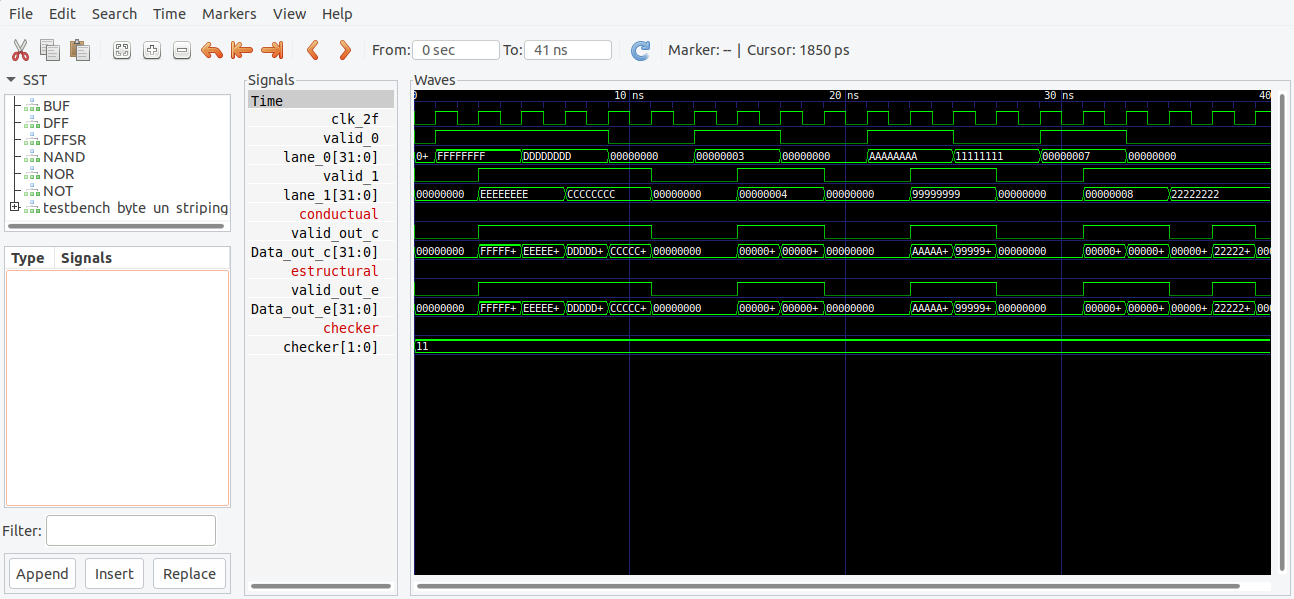 File Edit Search Time Markers View Help
From: 0 sec To: 41 ns Marker: -- | Cursor: 1850 ps
SST
BUF
DFF
DFFSR
NAND
NOR
NOT
testbench_byte_un_striping
Type Signals
Filter:
Append Insert Replace
Signals
Time
clk_2f
valid_0
lane_0[31:0]
valid_1
lane_1[31:0]
conductual
valid_out_c
Data_out_c[31:0]
estructural
valid_out_e
Data_out_e[31:0]
checker
checker[1:0]
Waves
0 10 ns 20 ns 30 ns 40
0+ FFFFFFFF DDDDDDDD 00000000 00000003 00000000 AAAAAAAA 11111111 00000007 00000000
00000000 EEEEEEEE CCCCCCCC 00000000 00000004 00000000 99999999 00000000 00000008 22222222
00000000 FFFFF+ EEEEE+ DDDDD+ CCCCC+ 00000000 00000+ 00000+ 00000000 AAAAA+ 99999+ 00000000 00000+ 00000+ 00000+ 22222+ 000
00000000 FFFFF+ EEEEE+ DDDDD+ CCCCC+ 00000000 00000+ 00000+ 00000000 AAAAA+ 99999+ 00000000 00000+ 00000+ 00000+ 22222+ 000
11